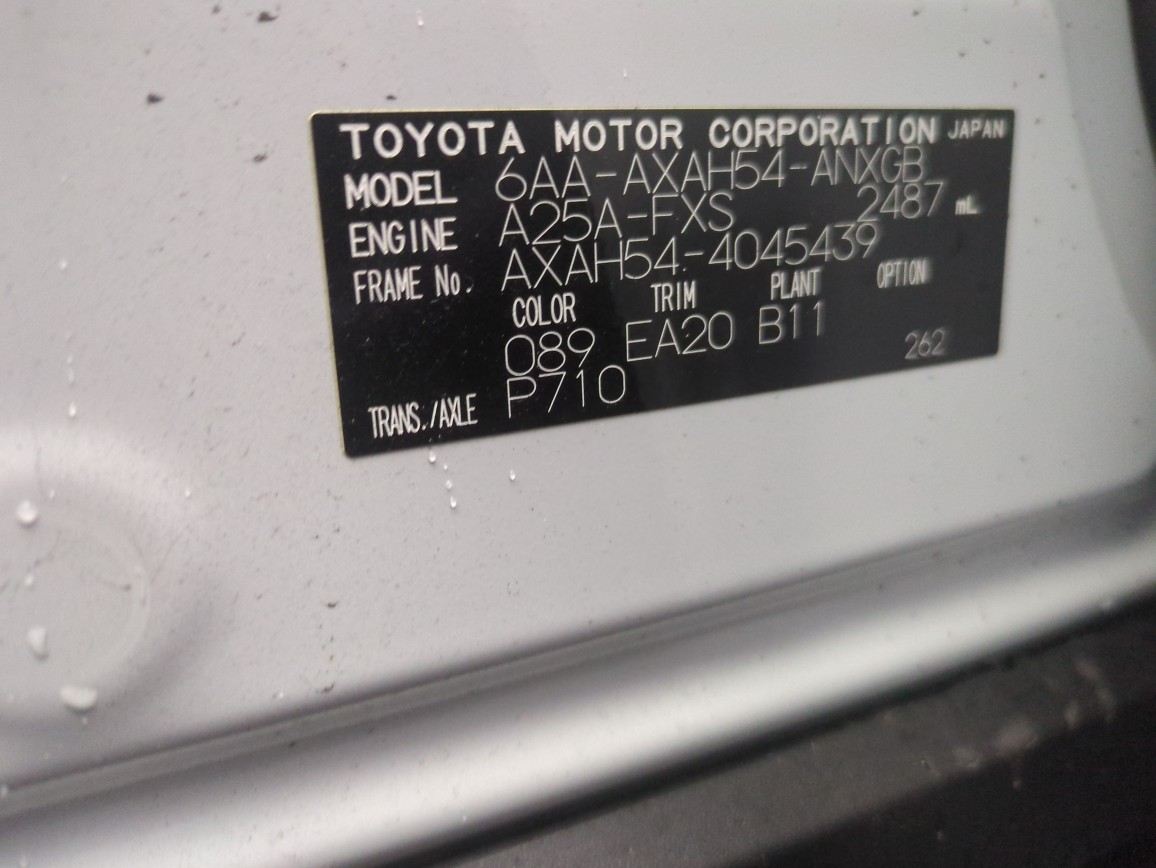 TOYOTA MOTOR CORPORATION JAPAN
MODEL 6AA-AXAH54-ANXGB
ENGINE A25A-FXS 2487 mL
FRAME No. AXAH54-4045439
COLOR TRIM PLANT OPTION
089 EA20 B11 262
TRANS./AXLE P710